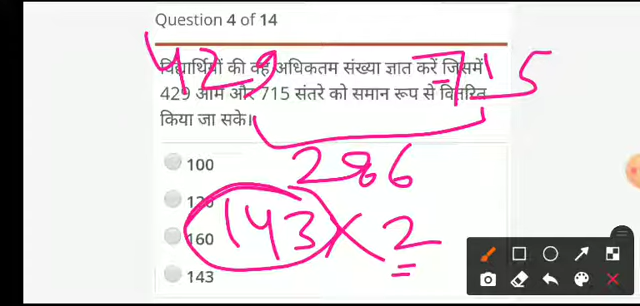 Question 4 of 14
429 715
विद्यार्थियों की वह अधिकतम संख्या ज्ञात करें जिसमें
429 आम और 715 संतरे को समान रूप से वितरित
किया जा सके।
286
100
120
143 × 2
160
143